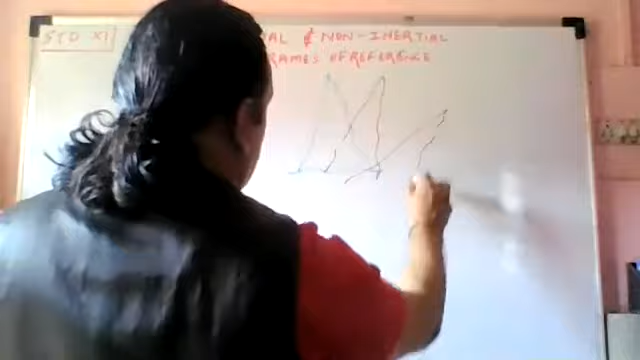 STD XI
AL & NON-INERTIAL
RAMES OF REFERENCE